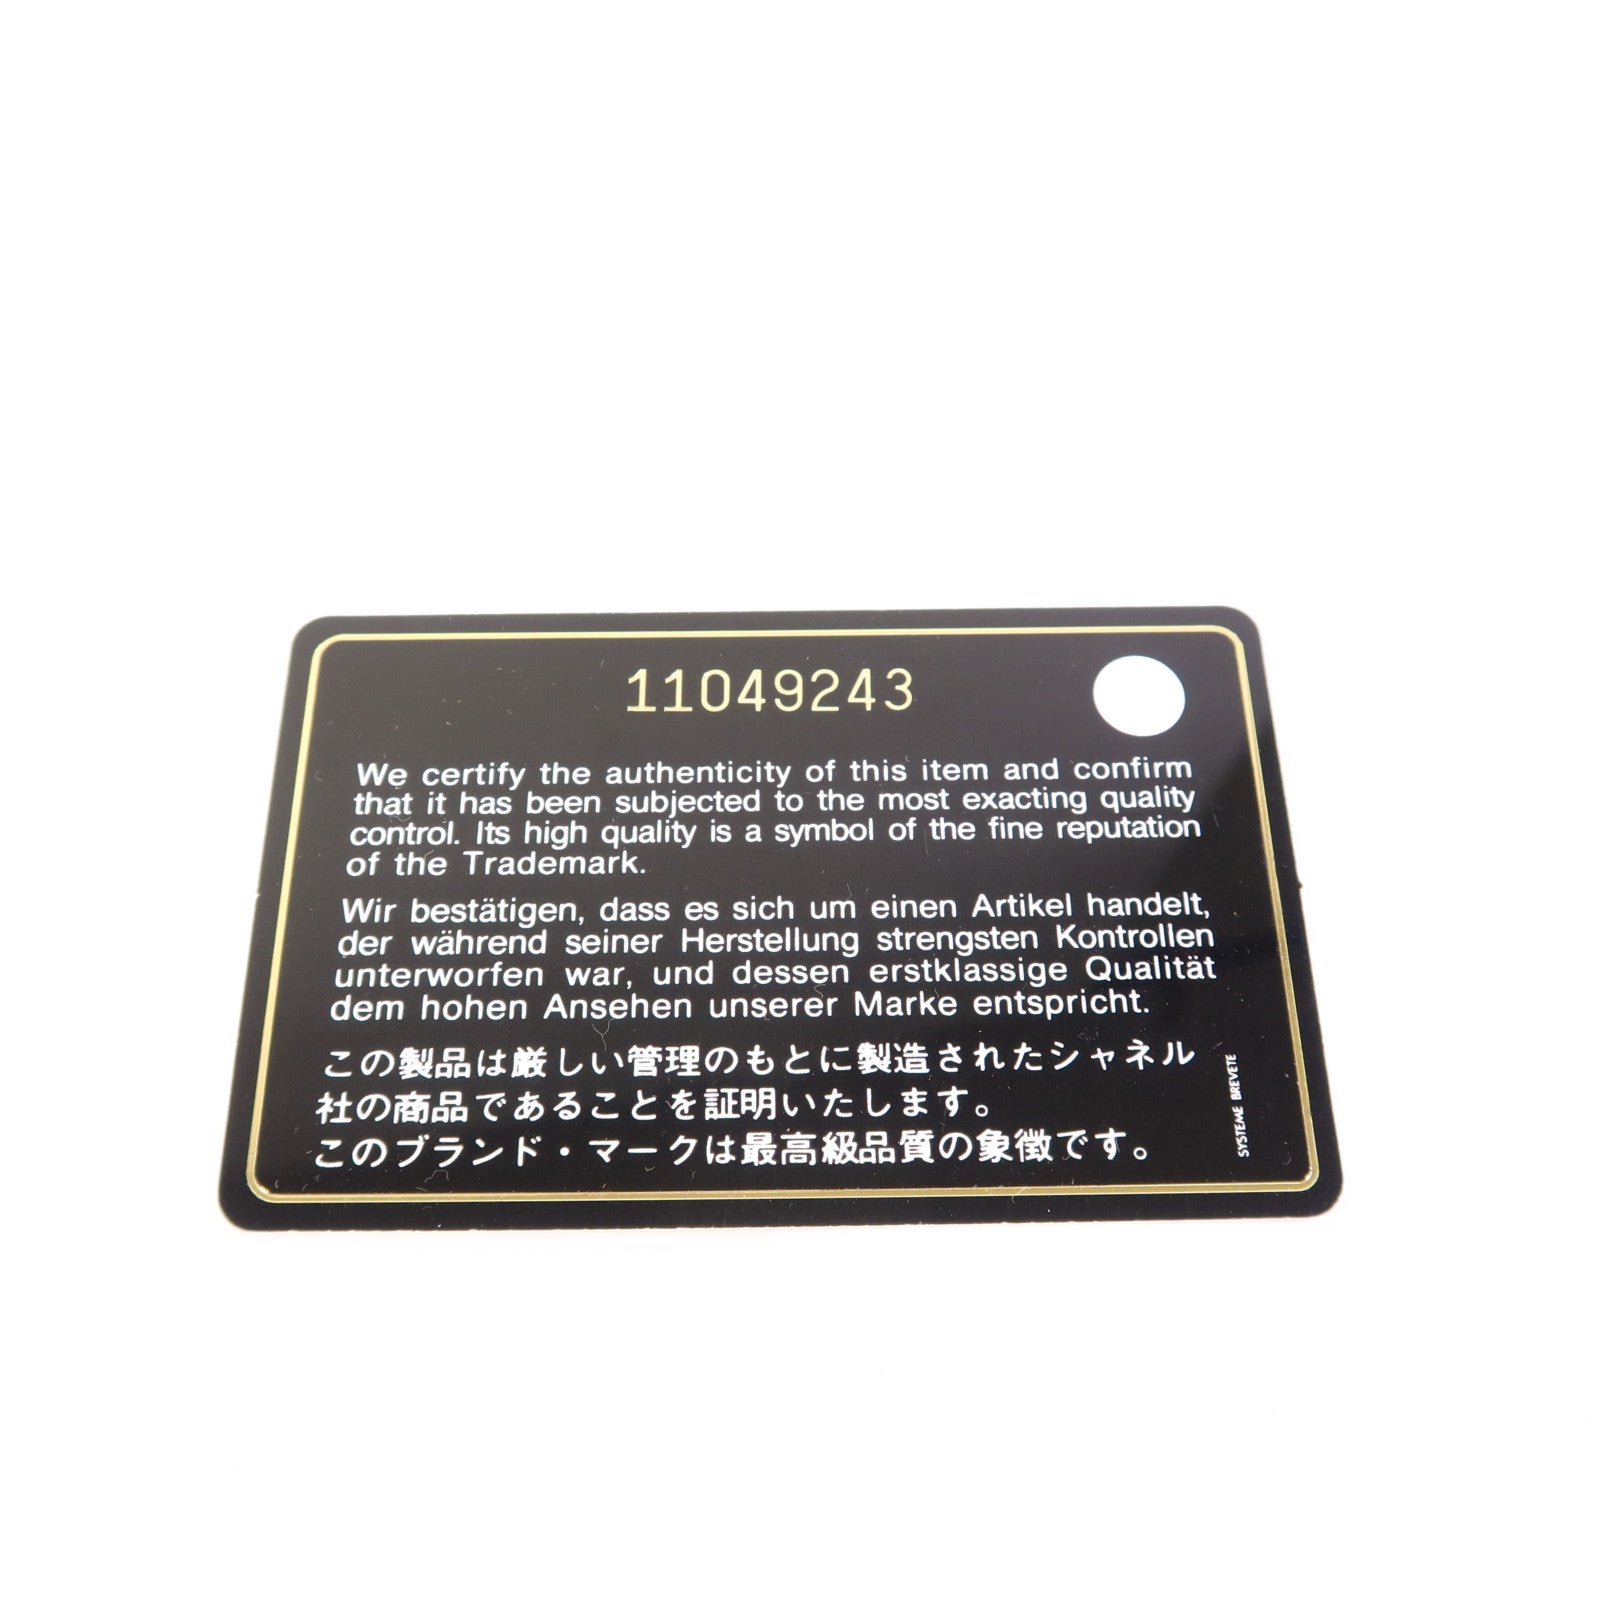 11049243
We certify the authenticity of this item and confirm
that it has been subjected to the most exacting quality
control. Its high quality is a symbol of the fine reputation
of the Trademark.
Wir bestätigen, dass es sich um einen Artikel handelt,
der während seiner Herstellung strengsten Kontrollen
unterworfen war, und dessen erstklassige Qualität
dem hohen Ansehen unserer Marke entspricht.
この製品は厳しい管理のもとに製造されたシャネル
社の商品であることを証明いたします。
このブランド・マークは最高級品質の象徴です。
SYSTEME BREVETE